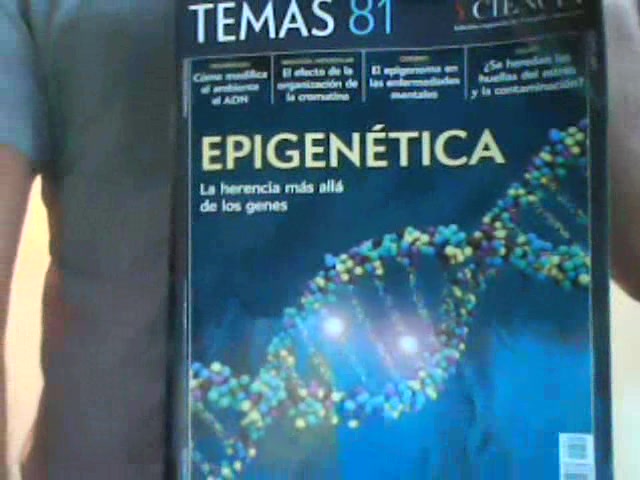 TEMAS 81
Y CIENCIA
Cómo modifica
el ambiente
el ADN
El efecto de la
organización de
la cromatina
El epigenoma en
las enfermedades
mentales
¿Se heredan las
huellas del estrés
y la contaminación?
EPIGENÉTICA
La herencia más allá
de los genes